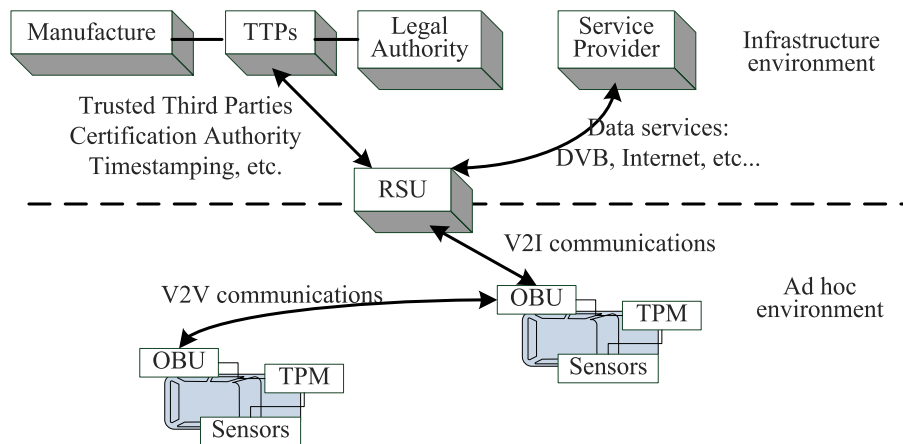 Manufacture
TTPs
Legal
Authority
Service
Provider
Infrastructure
environment
Trusted Third Parties
Certification Authority
Timestamping, etc.
Data services:
DVB, Internet, etc...
RSU
V2I communications
V2V communications
OBU
TPM
Sensors
Ad hoc
environment
OBU
TPM
Sensors